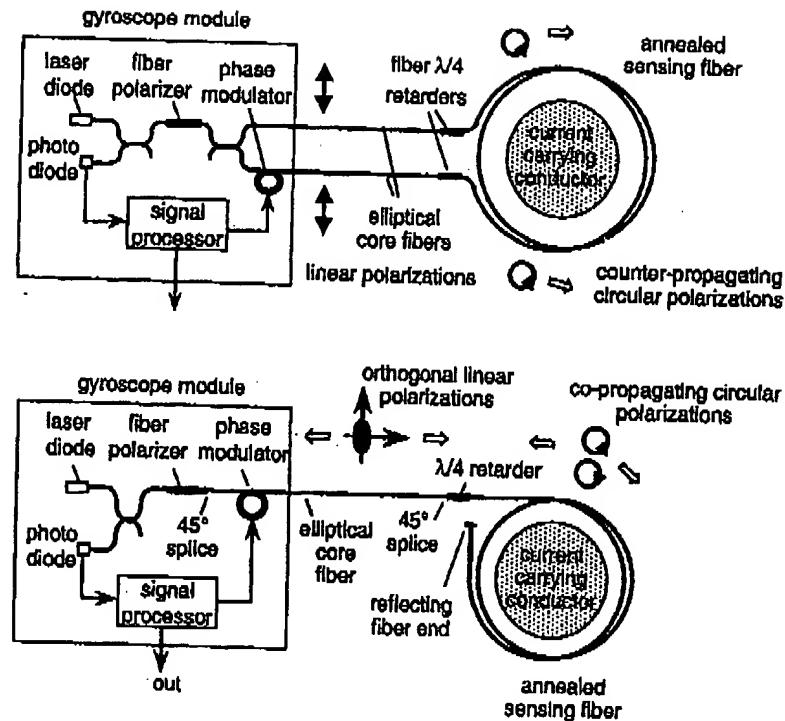 gyroscope module
laser
diode
fiber
polarizer
phase
modulator
photo
diode
signal
processor
fiber λ/4
retarders
elliptical
core fibers
linear polarizations
annealed
sensing fiber
current
carrying
conductor
counter-propagating
circular polarizations
gyroscope module
laser
diode
fiber
polarizer
phase
modulator
photo
diode
45°
splice
signal
processor
out
orthogonal linear
polarizations
elliptical
core
fiber
λ/4 retarder
45°
splice
reflecting
fiber end
co-propagating circular
polarizations
current
carrying
conductor
annealed
sensing fiber